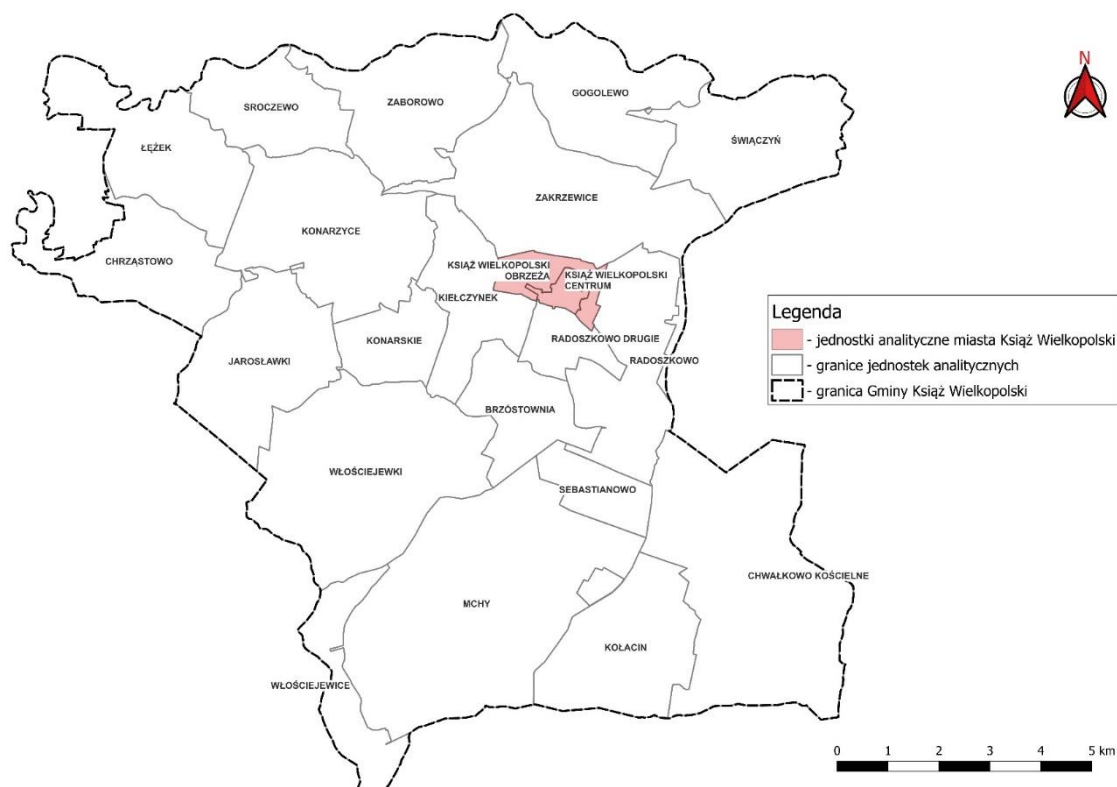 N
GOGOLEWO
ZABOROWO
SROCZEWO
ŚWIĄCZYŃ
ŁĘŻEK
ZAKRZEWICE
KONARZYCE
CHRZĄSTOWO
KSIĄŻ WIELKOPOLSKI
OBRZEŻA
KSIĄŻ WIELKOPOLSKI
CENTRUM
KIEŁCZYNEK
RADOSZKOWO DRUGIE
KONARSKIE
JAROSŁAWKI
RADOSZKOWO
BRZÓSTOWNIA
WŁOŚCIEJEWKI
SEBASTIANOWO
CHWAŁKOWO KOŚCIELNE
MCHY
KOŁACIN
WŁOŚCIEJEWICE
Legenda
- jednostki analityczne miasta Książ Wielkopolski
- granice jednostek analitycznych
- granica Gminy Książ Wielkopolski
0 1 2 3 4 5 km